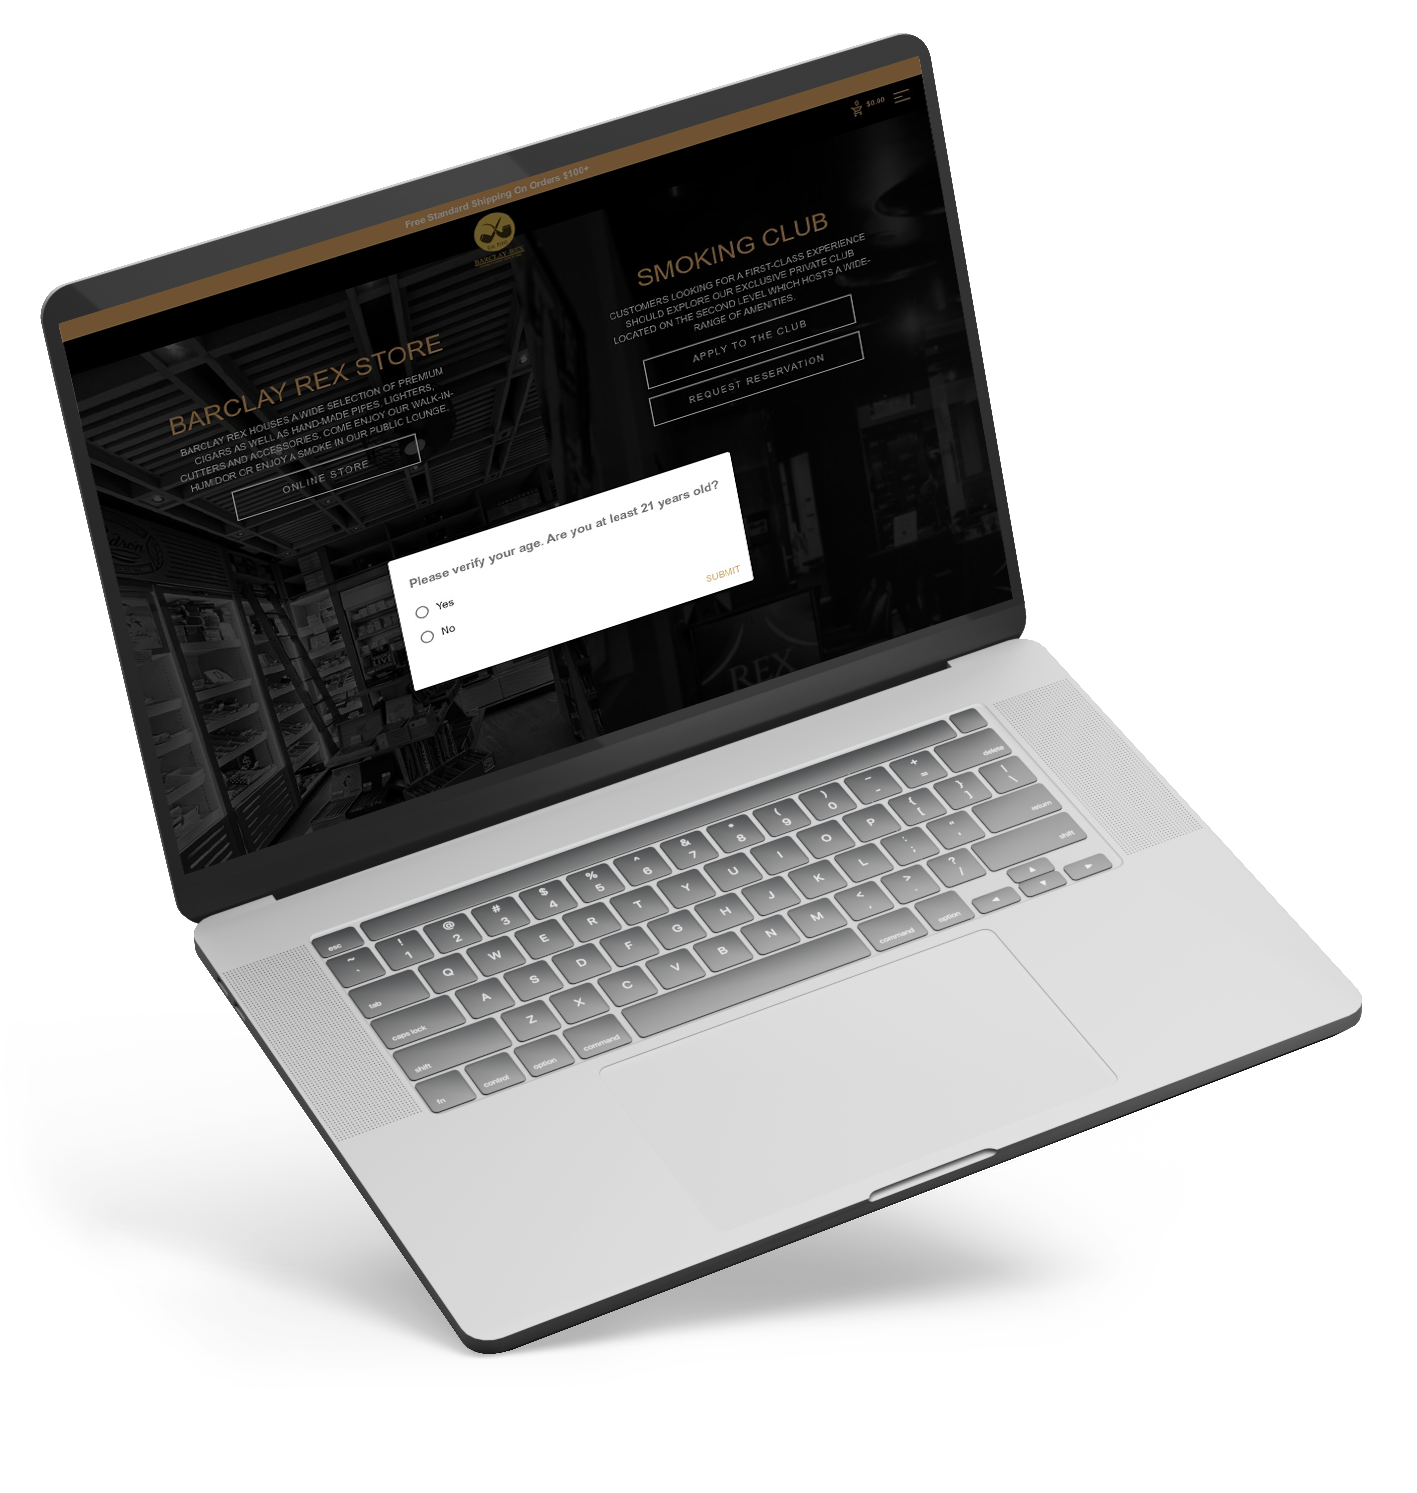 Free Standard Shipping On Orders $100+
$0.00
BARCLAY REX
SMOKING CLUB
CUSTOMERS LOOKING FOR A FIRST-CLASS EXPERIENCE
SHOULD EXPLORE OUR EXCLUSIVE PRIVATE CLUB
LOCATED ON THE SECOND LEVEL WHICH HOSTS A WIDE-
RANGE OF AMENITIES.
APPLY TO THE CLUB
REQUEST RESERVATION
BARCLAY REX STORE
BARCLAY REX HOUSES A WIDE SELECTION OF PREMIUM
CIGARS AS WELL AS HAND-MADE PIPES, LIGHTERS,
CUTTERS AND ACCESSORIES. COME ENJOY OUR WALK-IN-
HUMIDOR OR ENJOY A SMOKE IN OUR PUBLIC LOUNGE.
ONLINE STORE
Please verify your age. Are you at least 21 years old?
Yes
No
SUBMIT
REX
esc
~ ! @ # $ % ^ & * ( ) _ +
1 2 3 4 5 6 7 8 9 0 - = delete
tab Q W E R T Y U I O P { [ } ] | \
caps lock A S D F G H J K L : ; " ' return
shift Z X C V B N M < , > . ? / shift
fn control option command command option